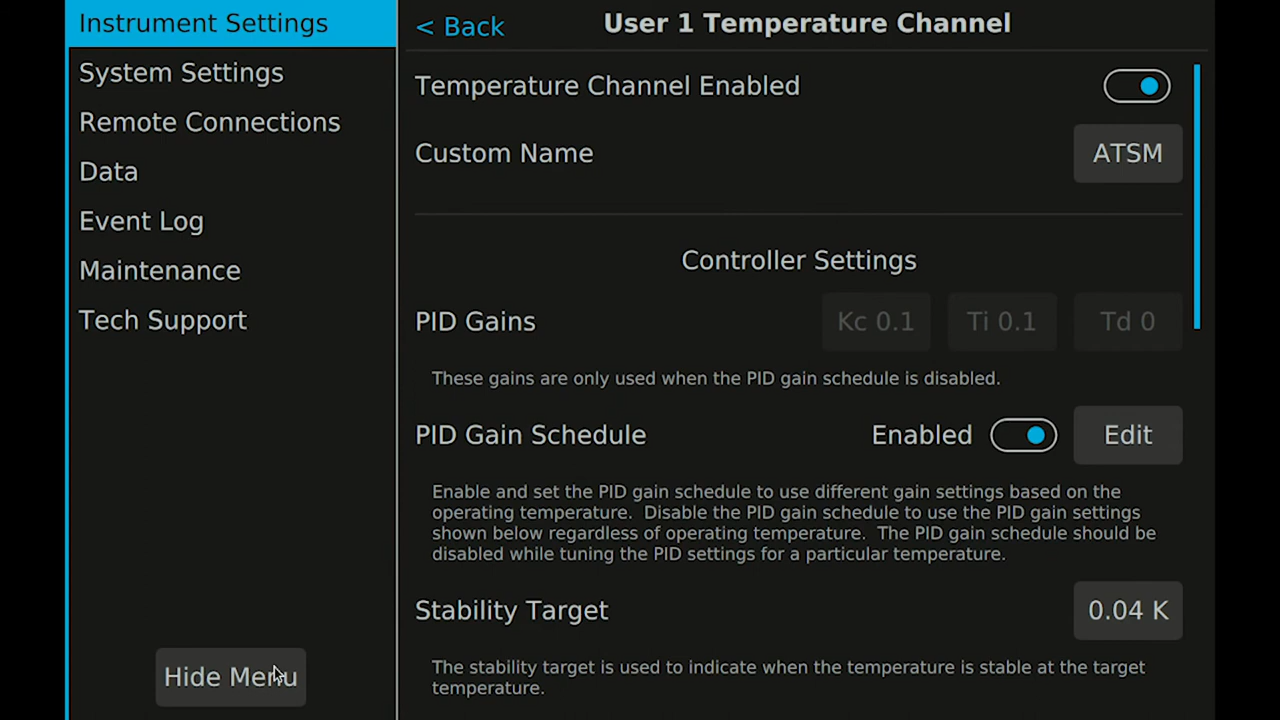 Instrument Settings
System Settings
Remote Connections
Data
Event Log
Maintenance
Tech Support
Hide Menu
< Back
User 1 Temperature Channel
Temperature Channel Enabled
Custom Name
ATSM
Controller Settings
PID Gains
Kc 0.1
Ti 0.1
Td 0
These gains are only used when the PID gain schedule is disabled.
PID Gain Schedule
Enabled
Edit
Enable and set the PID gain schedule to use different gain settings based on the
operating temperature.  Disable the PID gain schedule to use the PID gain settings
shown below regardless of operating temperature.  The PID gain schedule should be
disabled while tuning the PID settings for a particular temperature.
Stability Target
0.04 K
The stability target is used to indicate when the temperature is stable at the target
temperature.